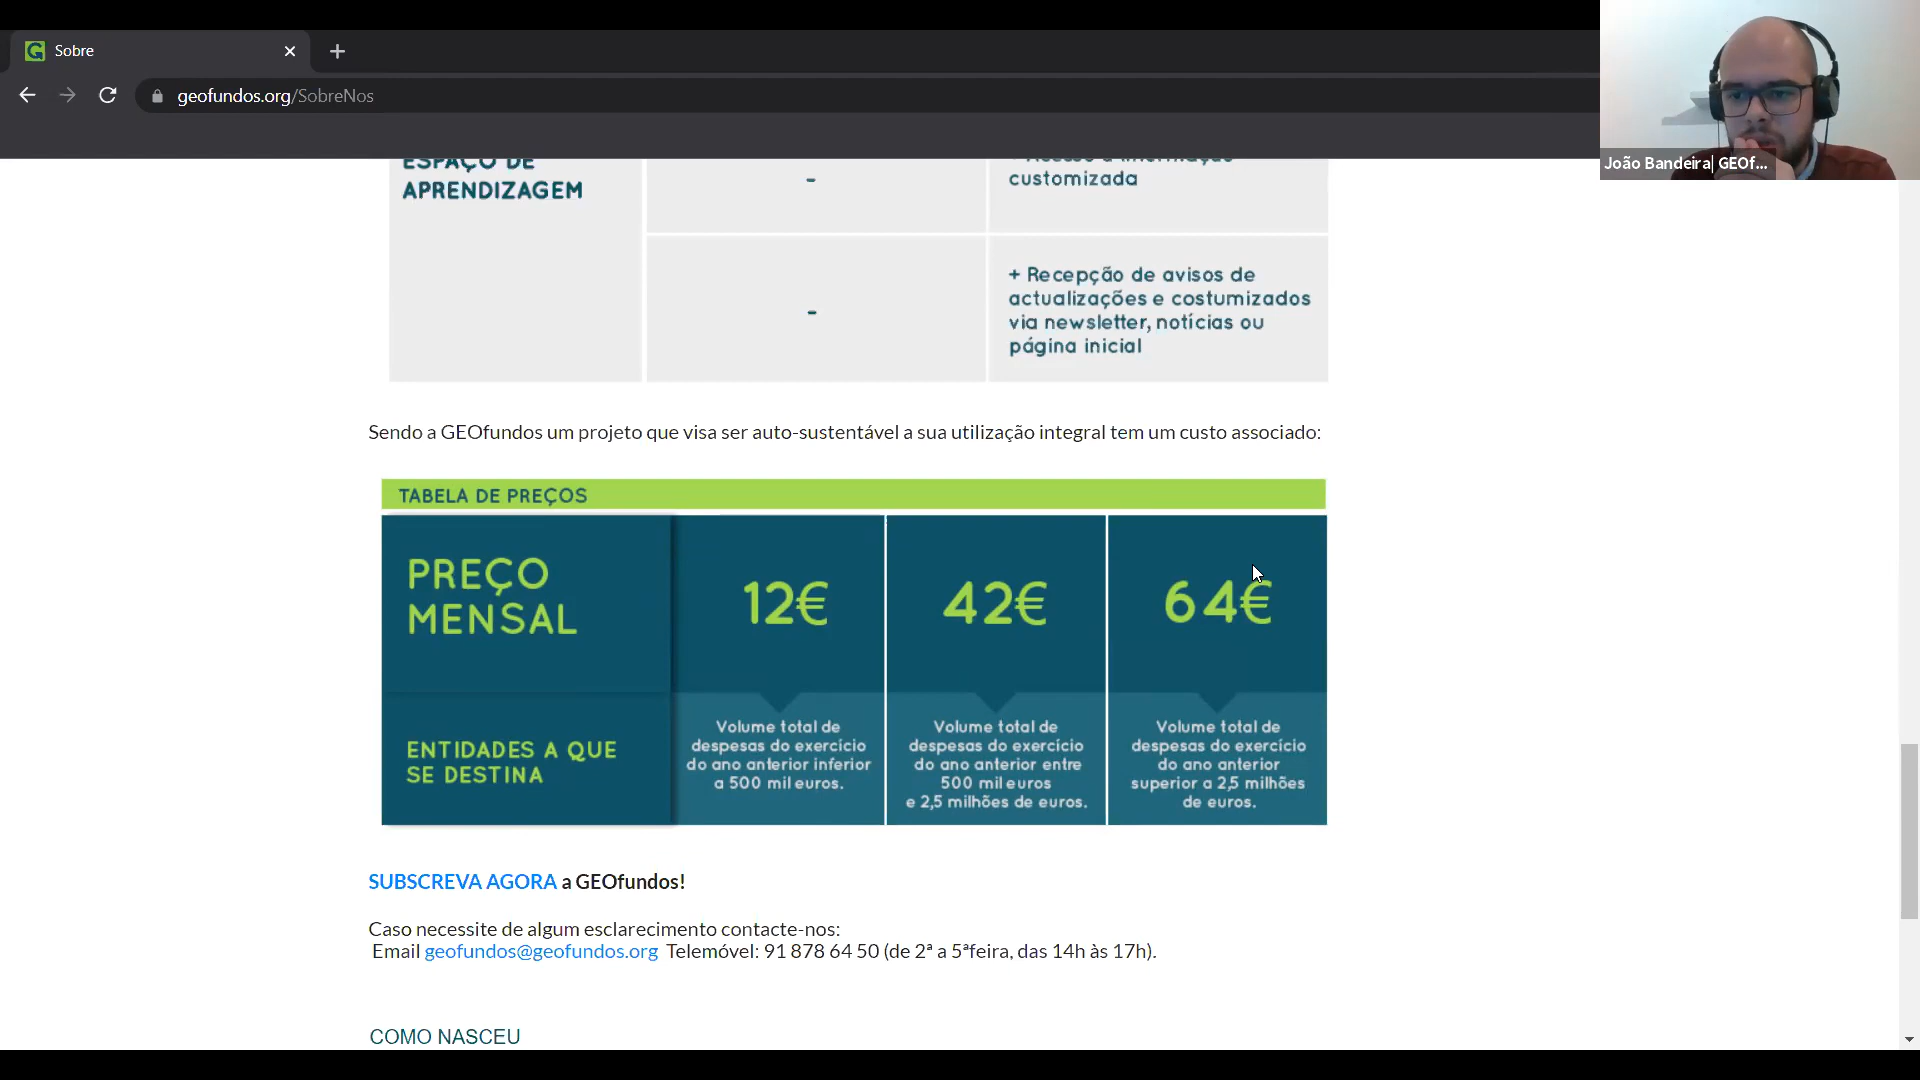 Sobre
geofundos.org/SobreNos
João Bandeira| GEOf...
ESPAÇO DE
APRENDIZAGEM
-
+ Acesso a informação
customizada
-
+ Recepção de avisos de
actualizações e costumizados
via newsletter, notícias ou
página inicial
Sendo a GEOfundos um projeto que visa ser auto-sustentável a sua utilização integral tem um custo associado:
TABELA DE PREÇOS
PREÇO
MENSAL
12€
42€
64€
ENTIDADES A QUE
SE DESTINA
Volume total de
despesas do exercício
do ano anterior inferior
a 500 mil euros.
Volume total de
despesas do exercício
do ano anterior entre
500 mil euros
e 2,5 milhões de euros.
Volume total de
despesas do exercício
do ano anterior
superior a 2,5 milhões
de euros.
SUBSCREVA AGORA a GEOfundos!
Caso necessite de algum esclarecimento contacte-nos:
Email geofundos@geofundos.org Telemóvel: 91 878 64 50 (de 2ª a 5ªfeira, das 14h às 17h).
COMO NASCEU